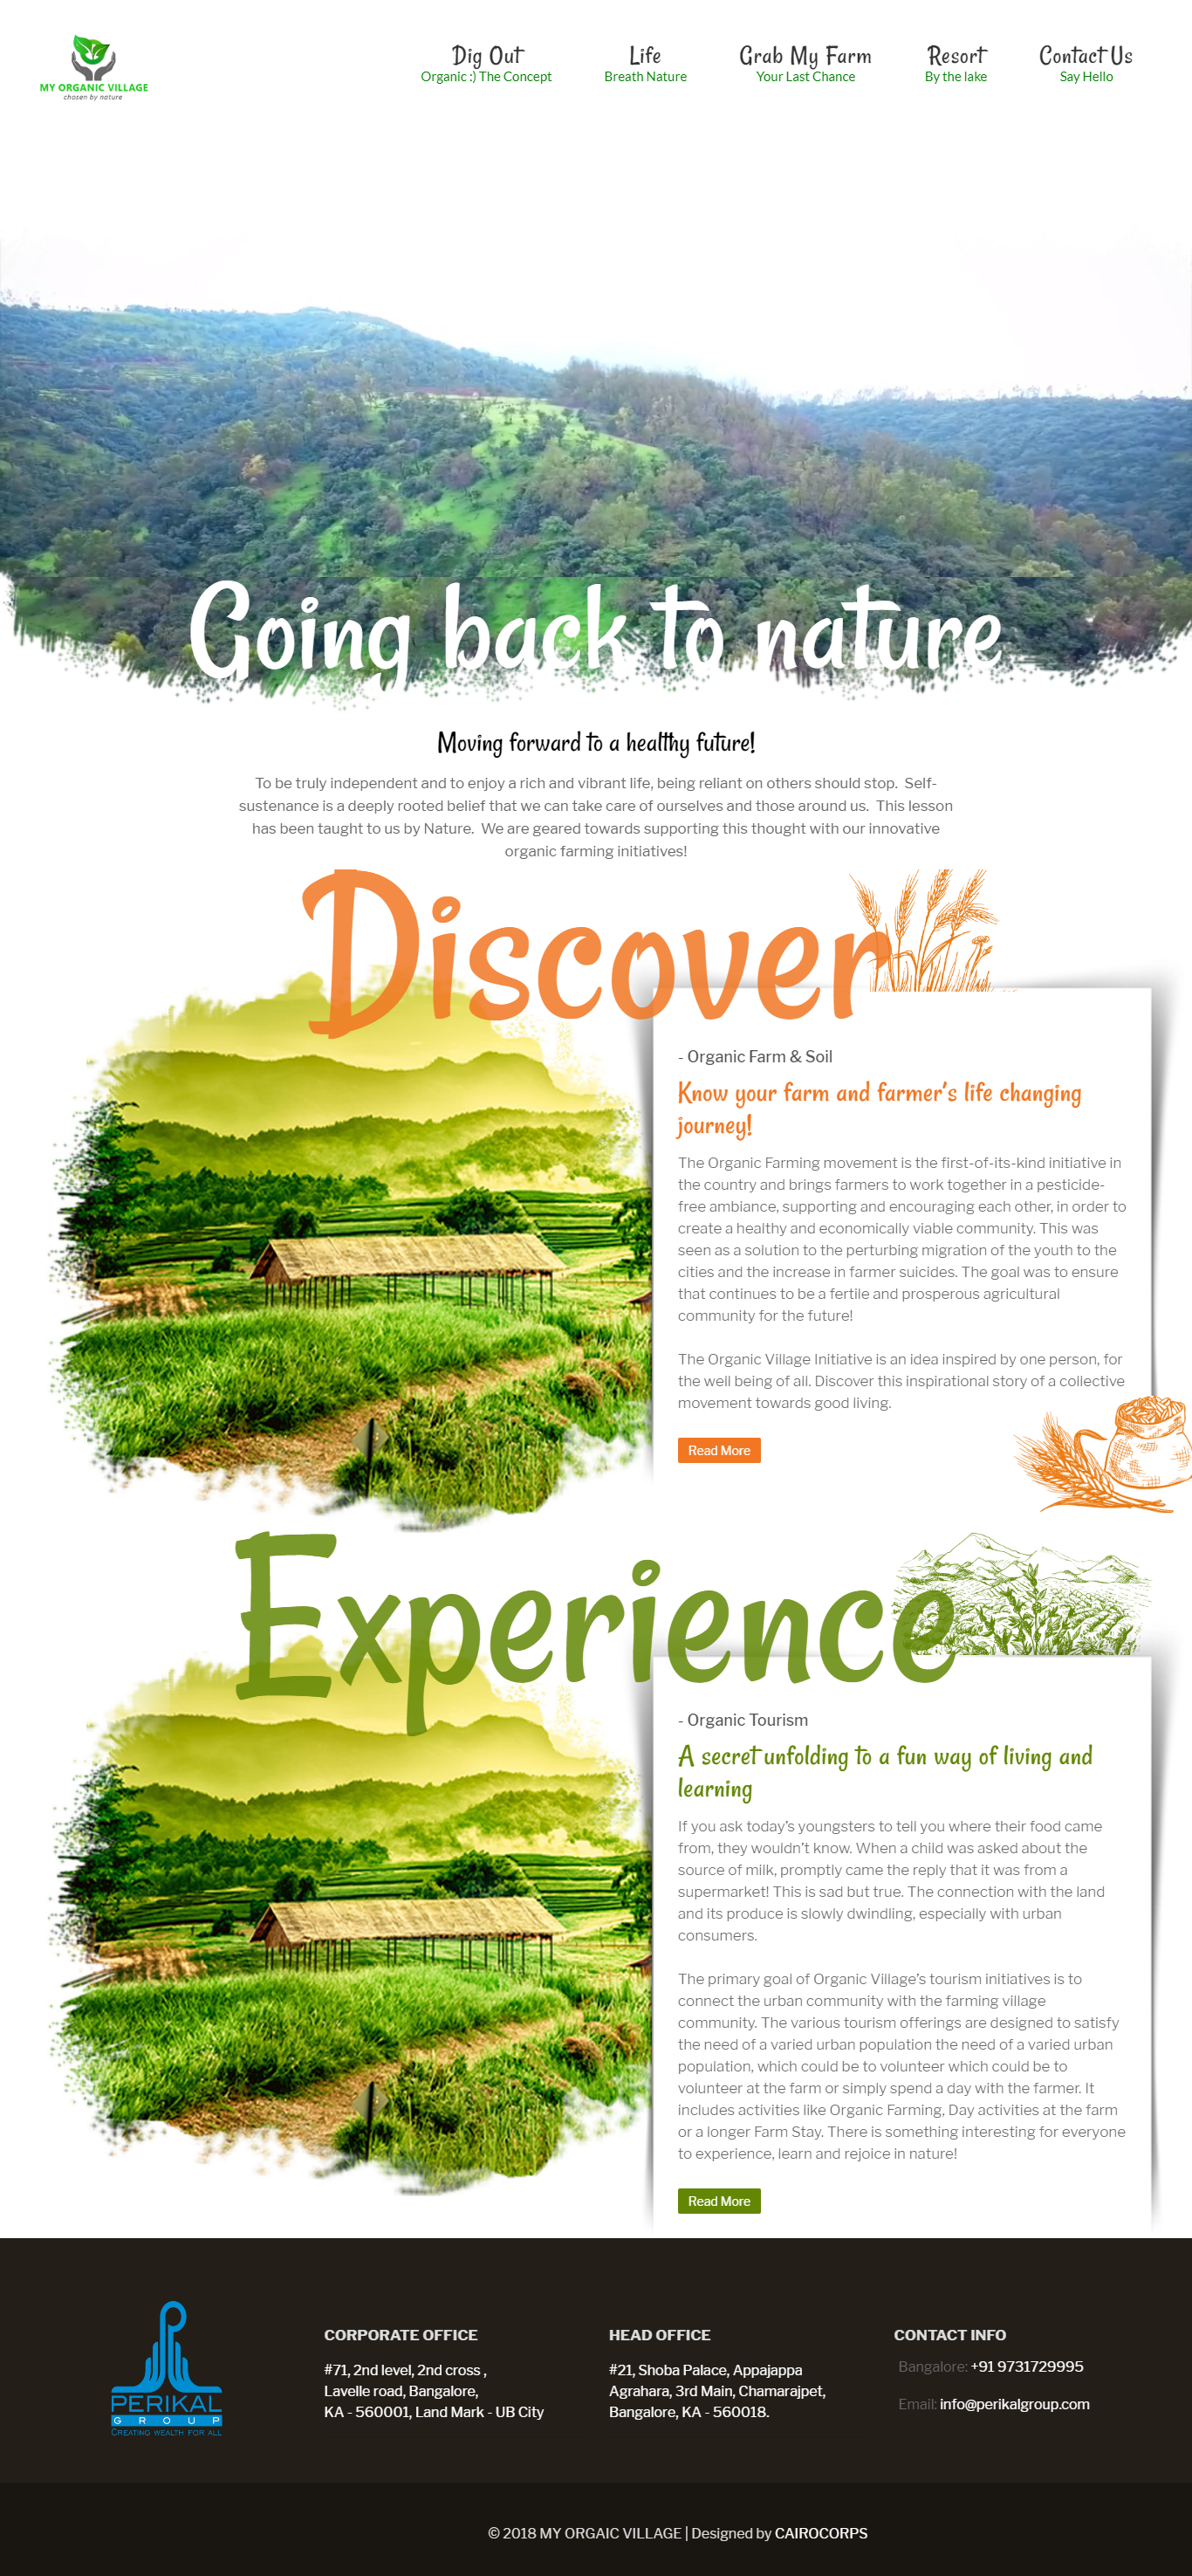 MY ORGANIC VILLAGE
chosen by nature
Dig Out
Organic :) The Concept
Life
Breath Nature
Grab My Farm
Your Last Chance
Resort
By the lake
Contact Us
Say Hello
Going back to nature
Moving forward to a healthy future!
To be truly independent and to enjoy a rich and vibrant life, being reliant on others should stop.  Self-
sustenance is a deeply rooted belief that we can take care of ourselves and those around us.  This lesson
has been taught to us by Nature.  We are geared towards supporting this thought with our innovative
organic farming initiatives!
Discover
- Organic Farm & Soil
Know your farm and farmer’s life changing
journey!
The Organic Farming movement is the first-of-its-kind initiative in
the country and brings farmers to work together in a pesticide-
free ambiance, supporting and encouraging each other, in order to
create a healthy and economically viable community. This was
seen as a solution to the perturbing migration of the youth to the
cities and the increase in farmer suicides. The goal was to ensure
that continues to be a fertile and prosperous agricultural
community for the future!
The Organic Village Initiative is an idea inspired by one person, for
the well being of all. Discover this inspirational story of a collective
movement towards good living.
Read More
Experience
- Organic Tourism
A secret unfolding to a fun way of living and
learning
If you ask today’s youngsters to tell you where their food came
from, they wouldn’t know. When a child was asked about the
source of milk, promptly came the reply that it was from a
supermarket! This is sad but true. The connection with the land
and its produce is slowly dwindling, especially with urban
consumers.
The primary goal of Organic Village’s tourism initiatives is to
connect the urban community with the farming village
community. The various tourism offerings are designed to satisfy
the need of a varied urban population the need of a varied urban
population, which could be to volunteer which could be to
volunteer at the farm or simply spend a day with the farmer. It
includes activities like Organic Farming, Day activities at the farm
or a longer Farm Stay. There is something interesting for everyone
to experience, learn and rejoice in nature!
Read More
PERIKAL
GROUP
CREATING WEALTH FOR ALL
CORPORATE OFFICE
#71, 2nd level, 2nd cross ,
Lavelle road, Bangalore,
KA - 560001, Land Mark - UB City
HEAD OFFICE
#21, Shoba Palace, Appajappa
Agrahara, 3rd Main, Chamarajpet,
Bangalore, KA - 560018.
CONTACT INFO
Bangalore: +91 9731729995
Email: info@perikalgroup.com
© 2018 MY ORGAIC VILLAGE | Designed by CAIROCORPS